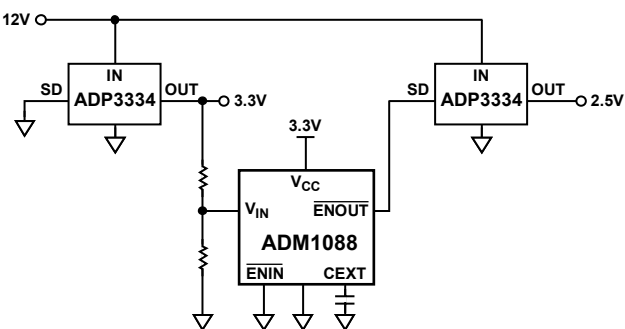 12V
IN
SD
ADP3334
OUT
3.3V
IN
SD
ADP3334
OUT
2.5V
3.3V
VCC
VIN
ENOUT
ADM1088
ENIN
CEXT